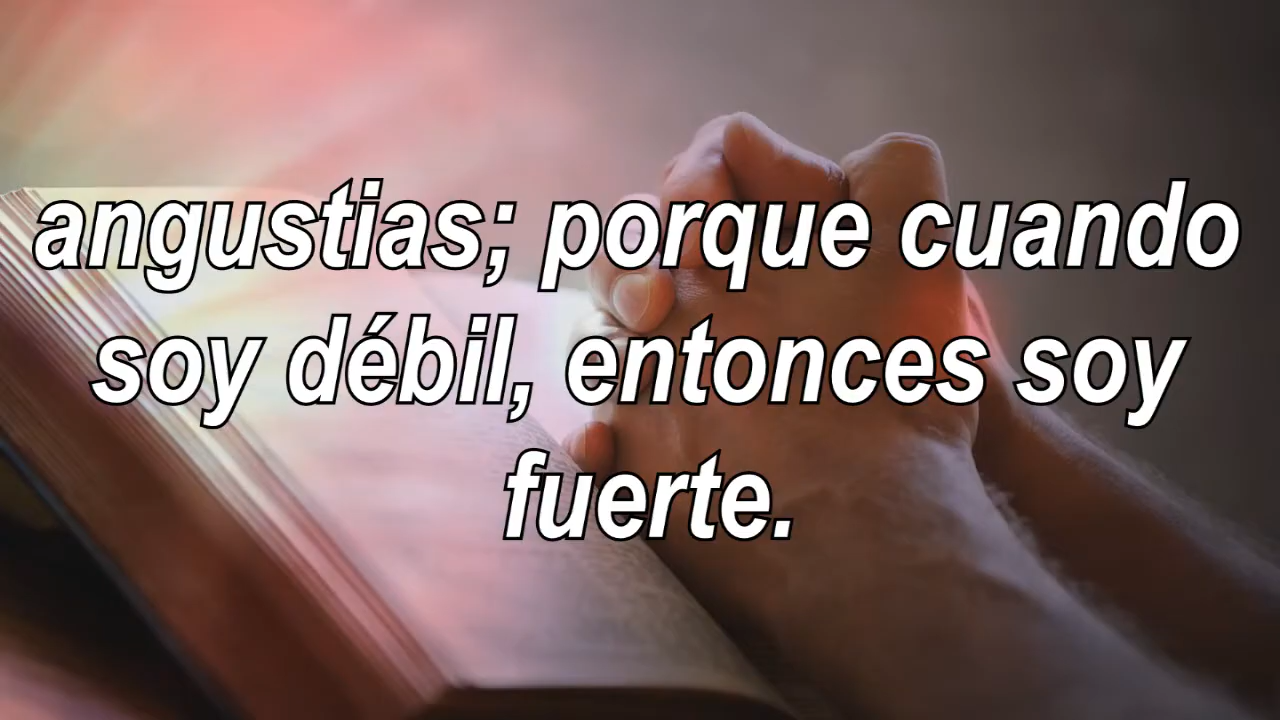 angustias; porque cuando
soy débil, entonces soy
fuerte.